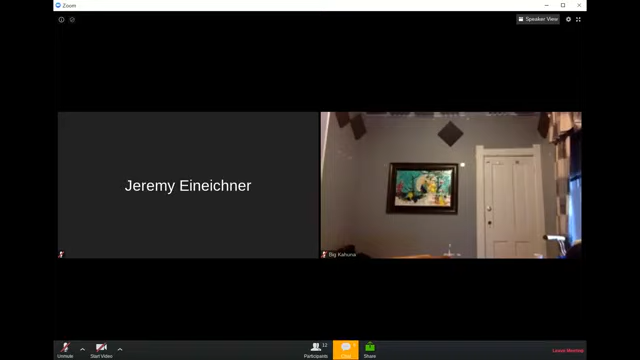 Zoom
Speaker View
Jeremy Eineichner
Big Kahuna
Unmute
Start Video
12
Participants
Chat
Share
Leave Meeting